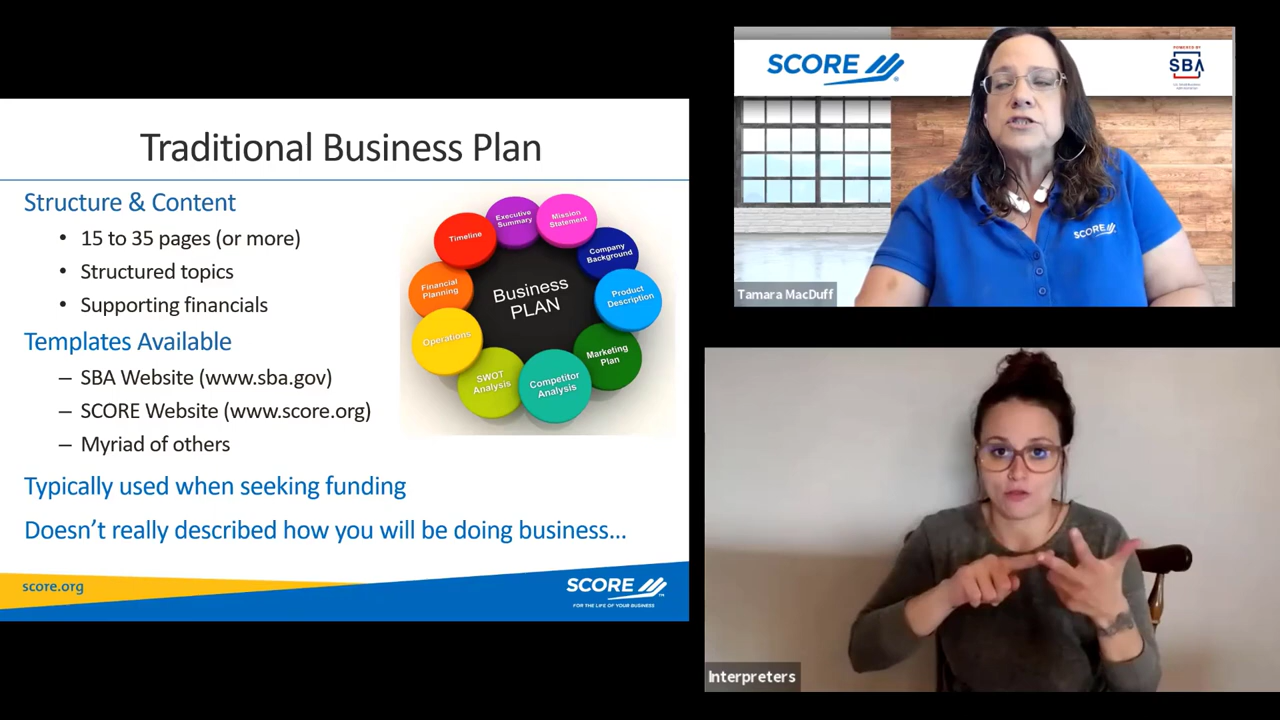 Traditional Business Plan
Structure & Content
• 15 to 35 pages (or more)
• Structured topics
• Supporting financials
Templates Available
– SBA Website (www.sba.gov)
– SCORE Website (www.score.org)
– Myriad of others
Typically used when seeking funding
Doesn't really described how you will be doing business...
Business
PLAN
Executive
Summary
Mission
Statement
Company
Background
Product
Description
Marketing
Plan
Competitor
Analysis
SWOT
Analysis
Operations
Financial
Planning
Timeline
score.org
SCORE
FOR THE LIFE OF YOUR BUSINESS
SCORE
POWERED BY
SBA
SCORE
Tamara MacDuff
Interpreters